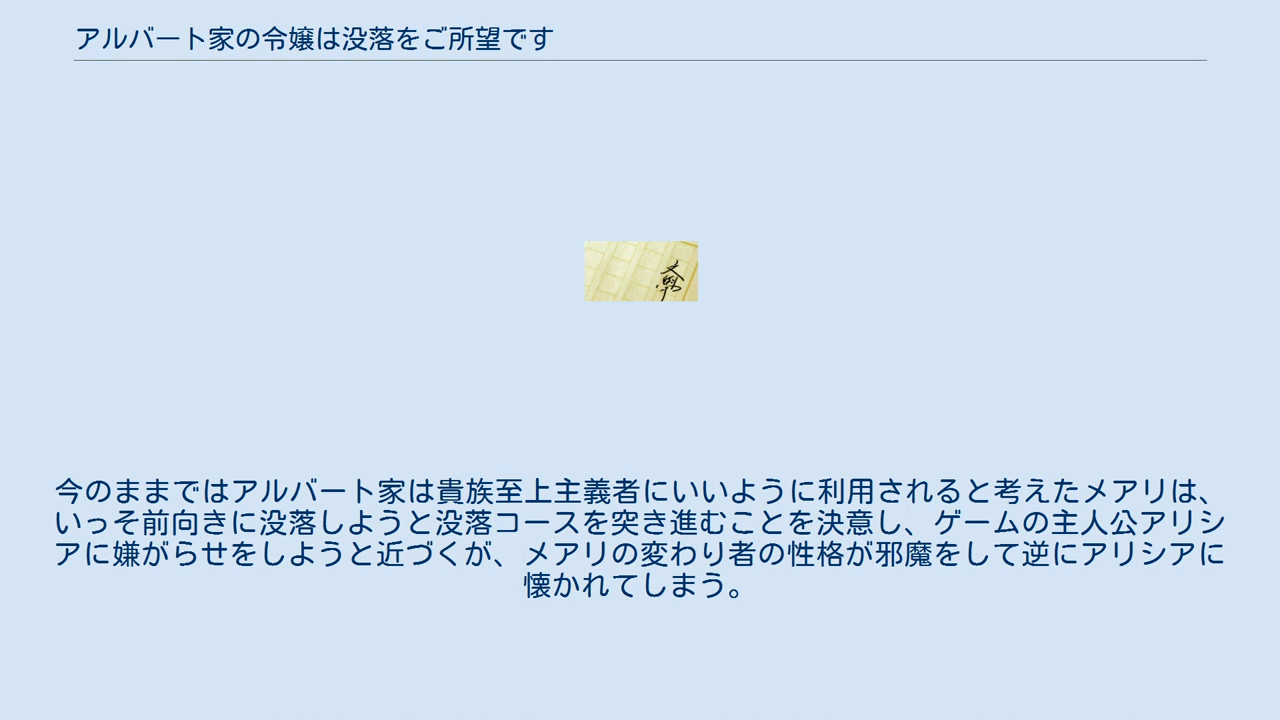 アルバート家の令嬢は没落をご所望です
今のままではアルバート家は貴族至上主義者にいいように利用されると考えたメアリは、
いっそ前向きに没落しようと没落コースを突き進むことを決意し、ゲームの主人公アリシ
アに嫌がらせをしようと近づくが、メアリの変わり者の性格が邪魔をして逆にアリシアに
懐かれてしまう。